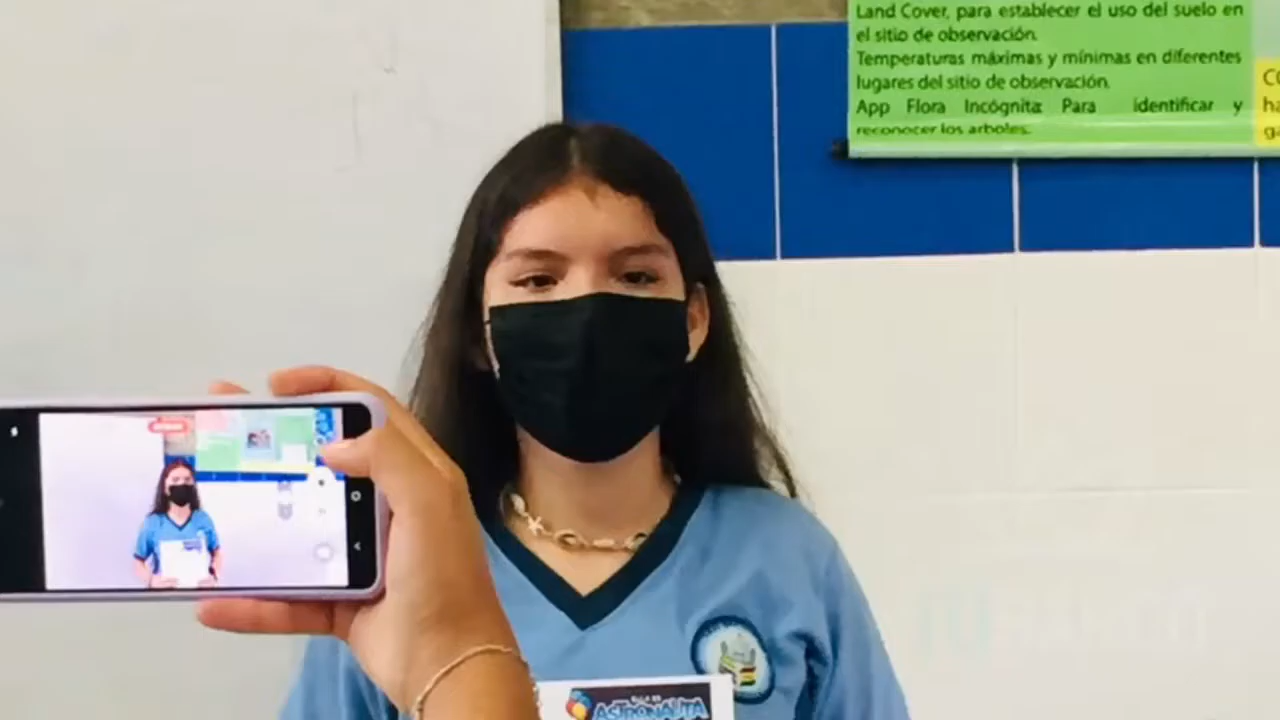 Land Cover, para establecer el uso del suelo en
el sitio de observación.
Temperaturas máximas y mínimas en diferentes
lugares del sitio de observación.
App Flora Incógnita: Para identificar y
reconocer los arboles.
ASTRONAUTA